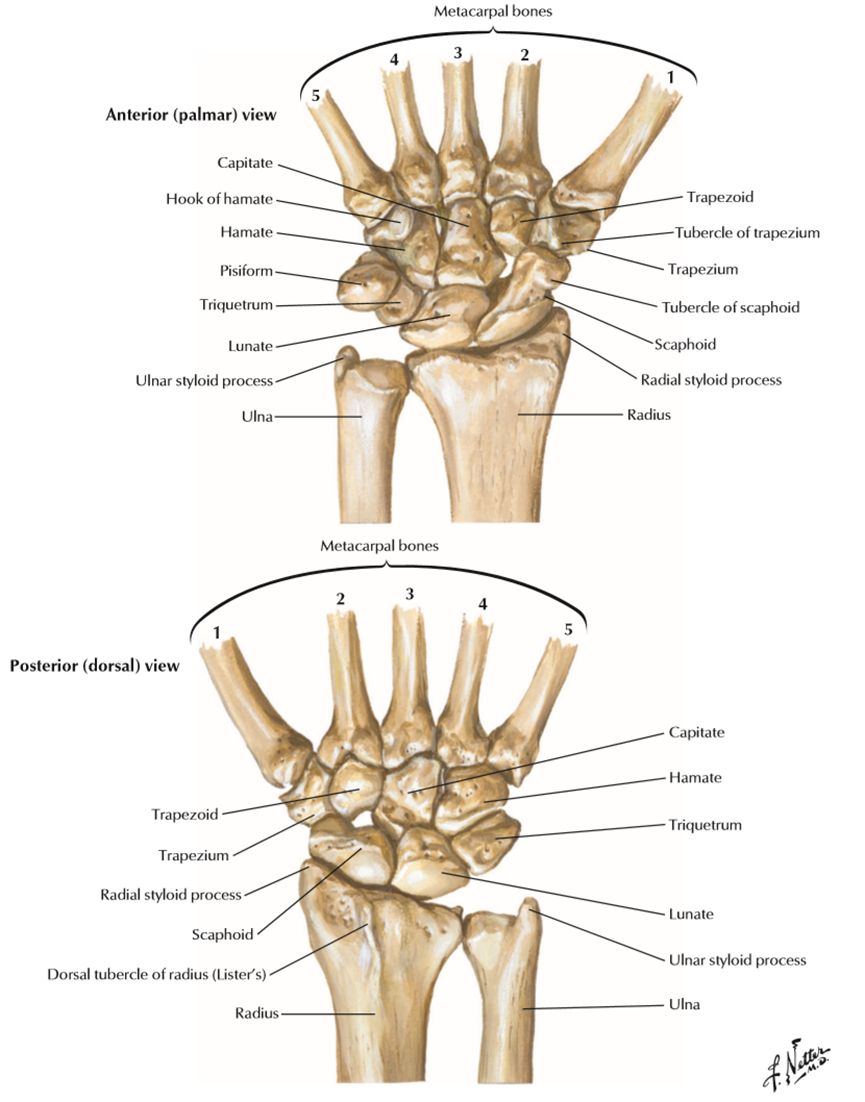 Metacarpal bones
5
4
3
2
1
Anterior (palmar) view
Capitate
Hook of hamate
Hamate
Pisiform
Triquetrum
Lunate
Ulnar styloid process
Ulna
Trapezoid
Tubercle of trapezium
Trapezium
Tubercle of scaphoid
Scaphoid
Radial styloid process
Radius
Metacarpal bones
1
2
3
4
5
Posterior (dorsal) view
Trapezoid
Trapezium
Radial styloid process
Scaphoid
Dorsal tubercle of radius (Lister's)
Radius
Capitate
Hamate
Triquetrum
Lunate
Ulnar styloid process
Ulna
F. Netter
M.D.